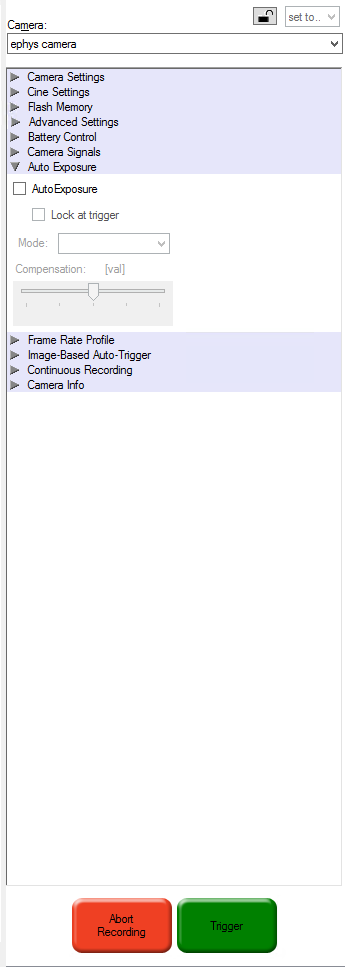 set to..
Camera:
ephys camera
Camera Settings
Cine Settings
Flash Memory
Advanced Settings
Battery Control
Camera Signals
Auto Exposure
AutoExposure
Lock at trigger
Mode:
Compensation: [val]
Frame Rate Profile
Image-Based Auto-Trigger
Continuous Recording
Camera Info
Abort
Recording
Trigger